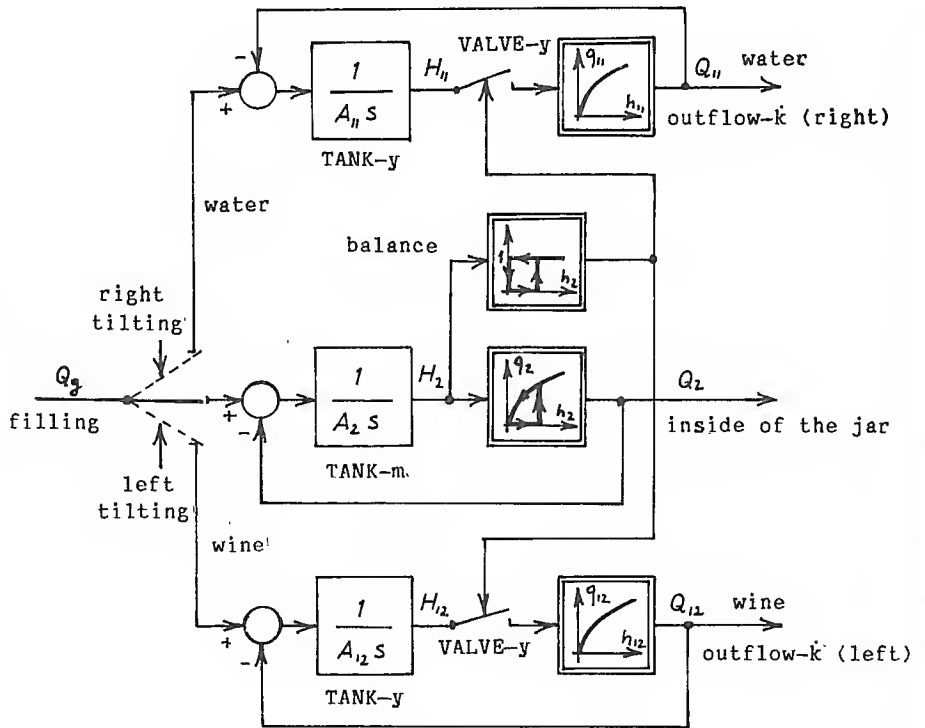 VALVE-y
q₁₁
h₁₁
Q₁₁ water
outflow-k̇ (right)
H₁₁
1
A₁₁ s
TANK-y
-
+
water
balance
1
h₂
right
tilting
Q_g
filling
+
-
1
A₂ s
TANK-m
H₂
q₂
h₂
Q₂
inside of the jar
left
tilting
wine
+
-
1
A₁₂ s
TANK-y
H₁₂
VALVE-y
q₁₂
h₁₂
Q₁₂ wine
outflow-k̇ (left)